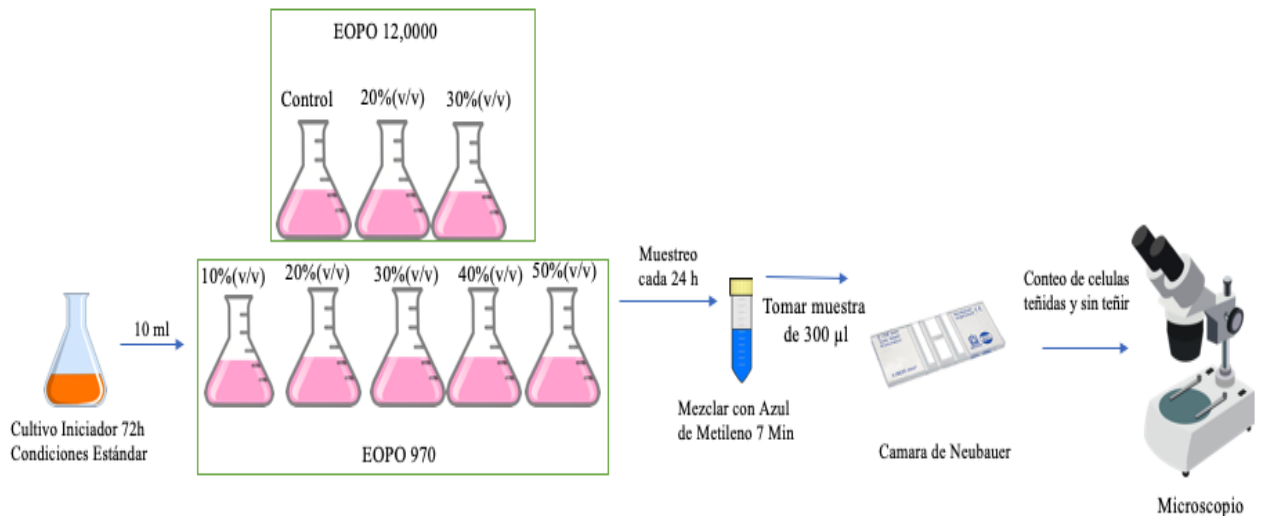 EOPO 12,0000
Control
20%(v/v)
30%(v/v)
10%(v/v)
20%(v/v)
30%(v/v)
40%(v/v)
50%(v/v)
EOPO 970
10 ml
Cultivo Iniciador 72h
Condiciones Estándar
Muestreo
cada 24 h
Mezclar con Azul
de Metileno 7 Min
Tomar muestra
de 300 µl
Camara de Neubauer
Conteo de celulas
teñidas y sin teñir
Microscopio